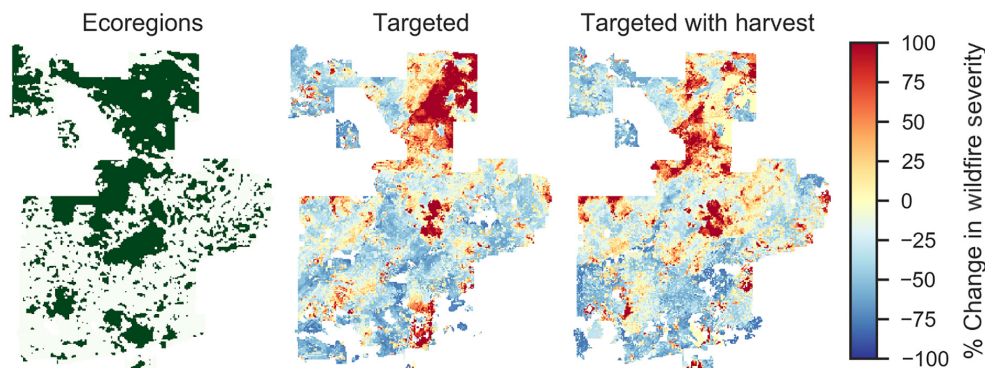 Ecoregions
Targeted
Targeted with harvest
100
75
50
25
0
−25
−50
−75
−100
% Change in wildfire severity